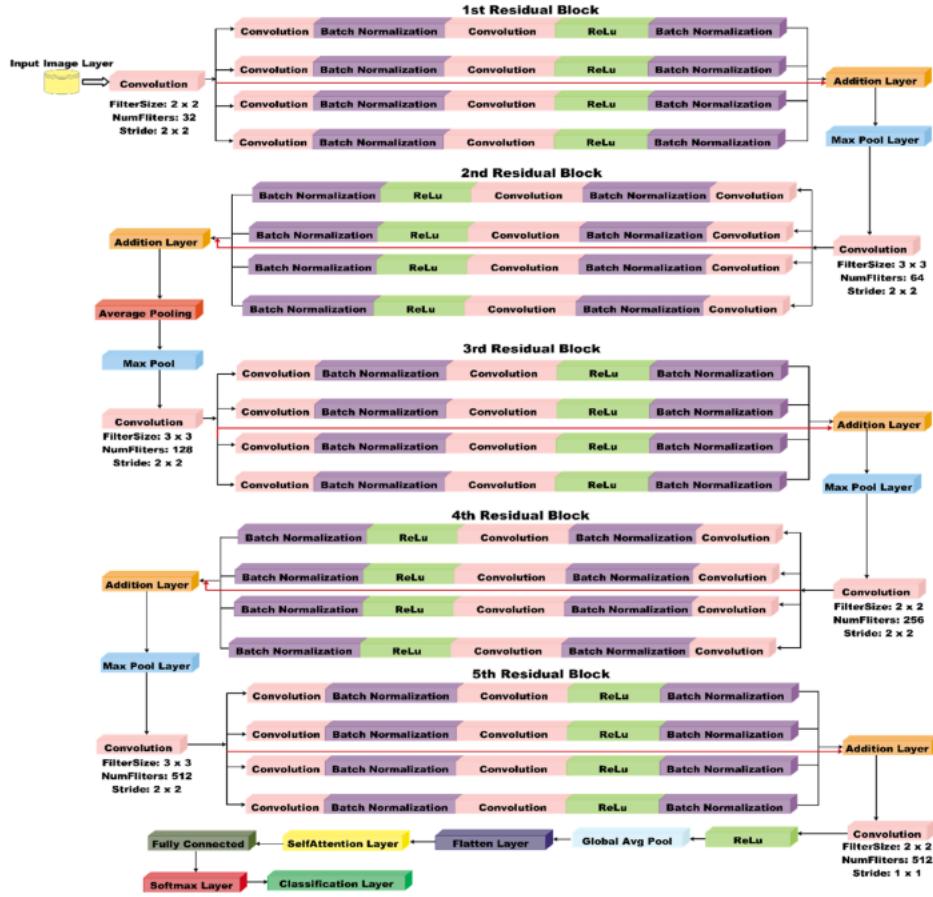 1st Residual Block
Convolution Batch Normalization Convolution ReLu Batch Normalization
Input Image Layer
Convolution
FilterSize: 2 x 2
NumFliters: 32
Stride: 2 x 2
Convolution Batch Normalization Convolution ReLu Batch Normalization
Convolution Batch Normalization Convolution ReLu Batch Normalization
Convolution Batch Normalization Convolution ReLu Batch Normalization
Addition Layer
Max Pool Layer
2nd Residual Block
Batch Normalization ReLu Convolution Batch Normalization Convolution
Batch Normalization ReLu Convolution Batch Normalization Convolution
Batch Normalization ReLu Convolution Batch Normalization Convolution
Batch Normalization ReLu Convolution Batch Normalization Convolution
Convolution
FilterSize: 3 x 3
NumFliters: 64
Stride: 2 x 2
Addition Layer
Average Pooling
Max Pool
3rd Residual Block
Convolution Batch Normalization Convolution ReLu Batch Normalization
Convolution Batch Normalization Convolution ReLu Batch Normalization
Convolution Batch Normalization Convolution ReLu Batch Normalization
Convolution Batch Normalization Convolution ReLu Batch Normalization
Convolution
FilterSize: 3 x 3
NumFliters: 128
Stride: 2 x 2
Addition Layer
Max Pool Layer
4th Residual Block
Batch Normalization ReLu Convolution Batch Normalization Convolution
Batch Normalization ReLu Convolution Batch Normalization Convolution
Batch Normalization ReLu Convolution Batch Normalization Convolution
Batch Normalization ReLu Convolution Batch Normalization Convolution
Convolution
FilterSize: 2 x 2
NumFliters: 256
Stride: 2 x 2
Addition Layer
Max Pool Layer
5th Residual Block
Convolution Batch Normalization Convolution ReLu Batch Normalization
Convolution Batch Normalization Convolution ReLu Batch Normalization
Convolution Batch Normalization Convolution ReLu Batch Normalization
Convolution Batch Normalization Convolution ReLu Batch Normalization
Convolution
FilterSize: 3 x 3
NumFliters: 512
Stride: 2 x 2
Addition Layer
Convolution
FilterSize: 2 x 2
NumFliters: 512
Stride: 1 x 1
ReLu
Global Avg Pool
Flatten Layer
SelfAttention Layer
Fully Connected
Softmax Layer
Classification Layer